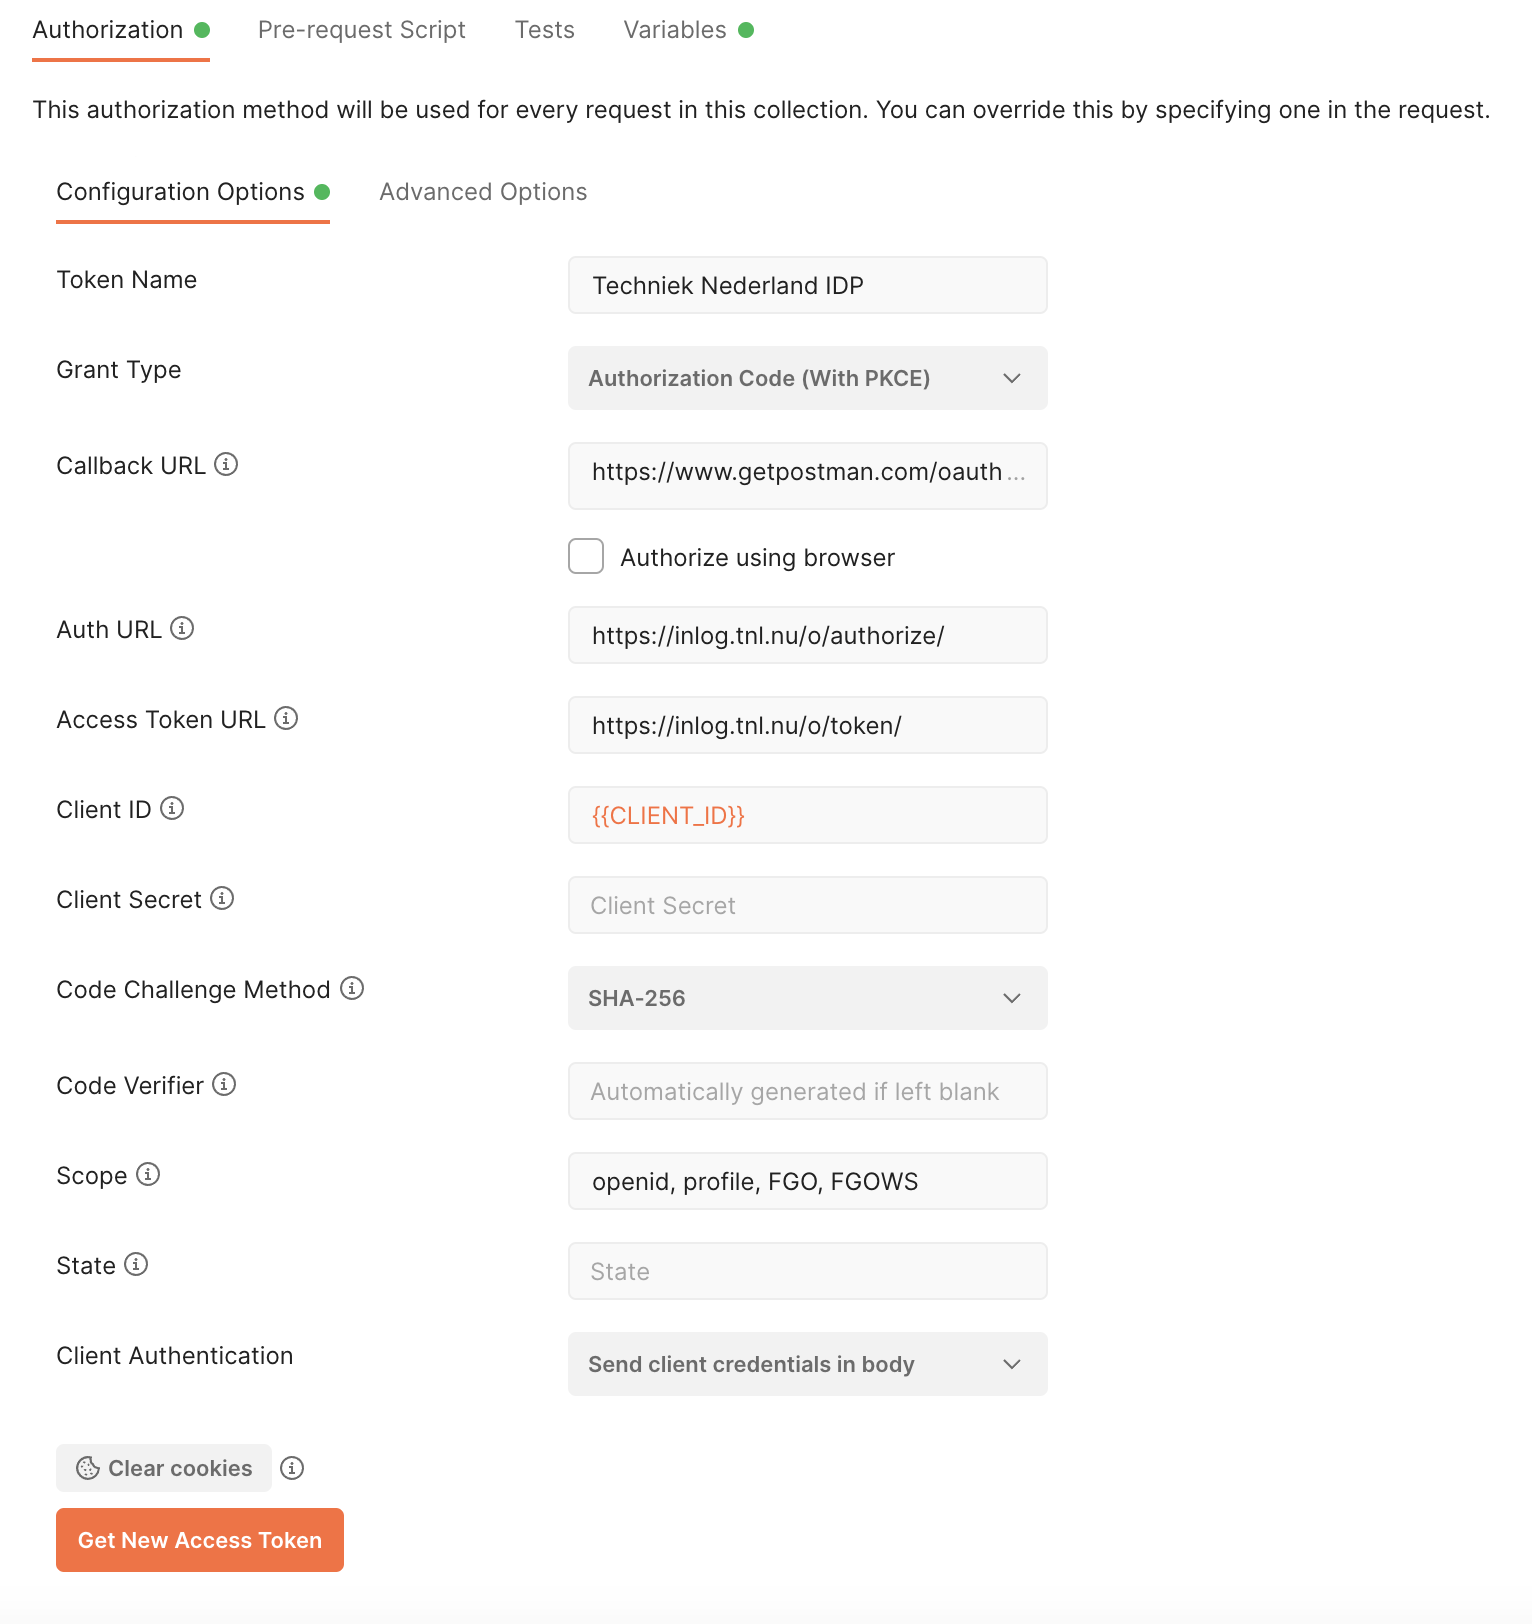 Authorization Pre-request Script Tests Variables
This authorization method will be used for every request in this collection. You can override this by specifying one in the request.
Configuration Options Advanced Options
Token Name Techniek Nederland IDP
Grant Type Authorization Code (With PKCE)
Callback URL https://www.getpostman.com/oauth...
Authorize using browser
Auth URL https://inlog.tnl.nu/o/authorize/
Access Token URL https://inlog.tnl.nu/o/token/
Client ID {{CLIENT_ID}}
Client Secret Client Secret
Code Challenge Method SHA-256
Code Verifier Automatically generated if left blank
Scope openid, profile, FGO, FGOWS
State State
Client Authentication Send client credentials in body
Clear cookies
Get New Access Token